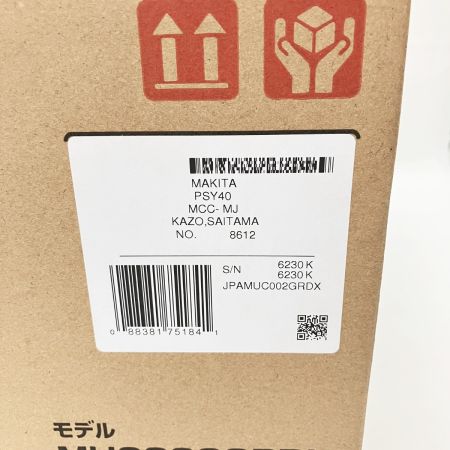 MAKITA
PSY40
MCC- MJ
KAZO,SAITAMA
NO. 8612
S/N 6230 K
6230 K
JPAMUC002GRDX
0 88381 75184 1
モデル